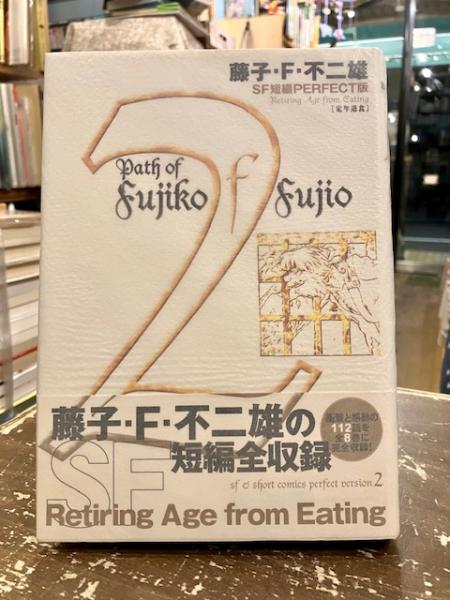 藤子・F・不二雄
SF短編PERFECT版
Retiring Age from Eating
[定年退食]
2
Path of
Fujiko f Fujio
藤子・F・不二雄の
短編全収録
衝撃と感動の
112話を
全8巻に
完全収録!
SF
sf & short comics perfect version 2
Retiring Age from Eating